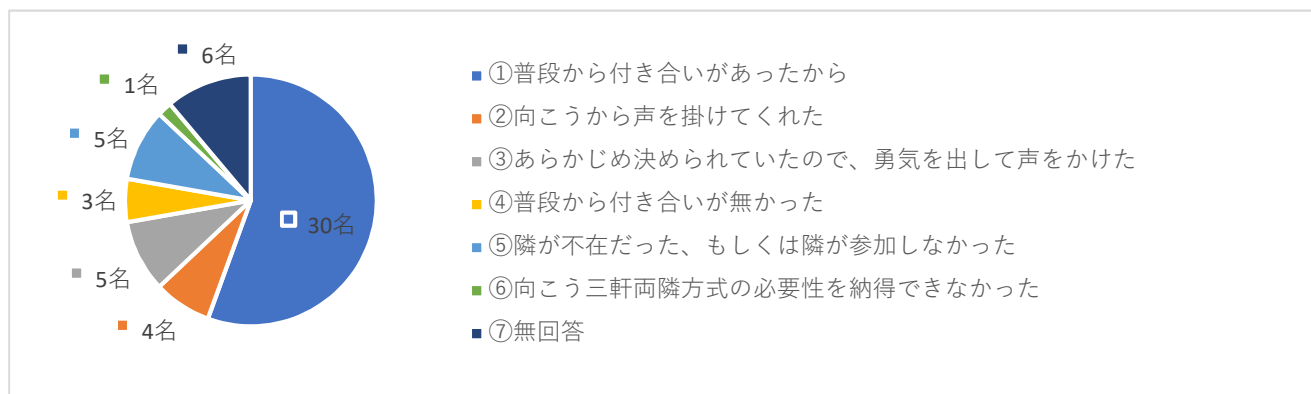 6名
1名
5名
3名
5名
4名
30名
①普段から付き合いがあったから
②向こうから声を掛けてくれた
③あらかじめ決められていたので、勇気を出して声をかけた
④普段から付き合いが無かった
⑤隣が不在だった、もしくは隣が参加しなかった
⑥向こう三軒両隣方式の必要性を納得できなかった
⑦無回答